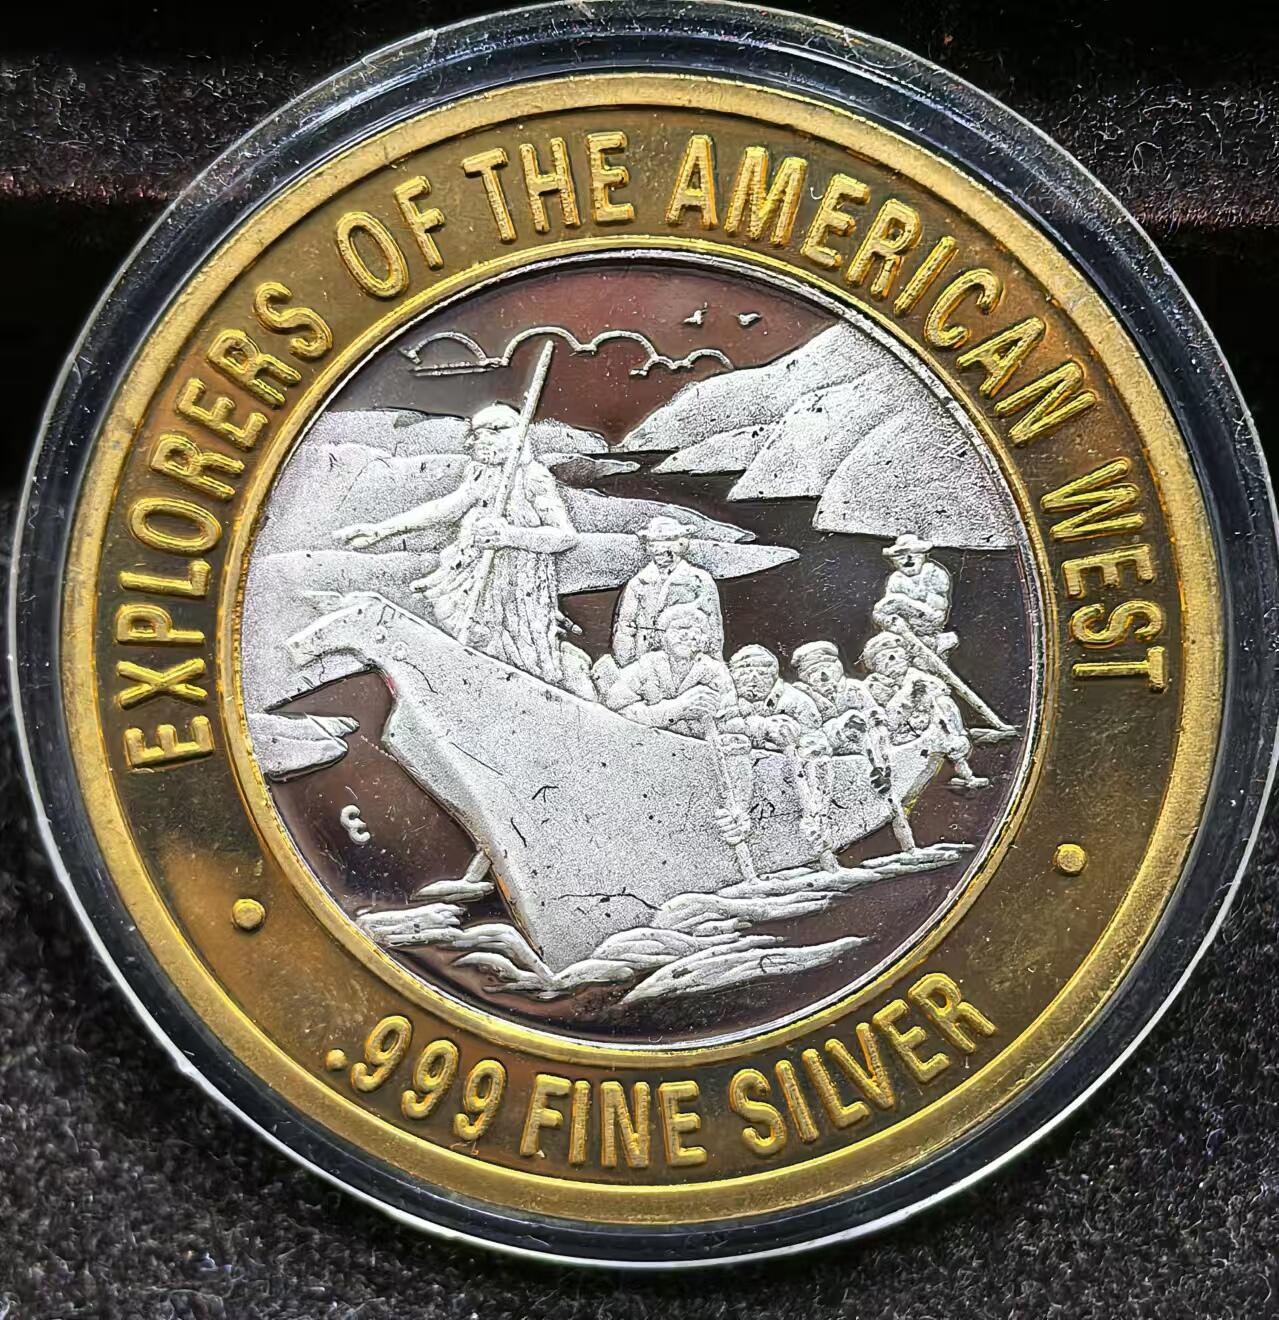 EXPLORERS OF THE AMERICAN WEST
.999 FINE SILVER